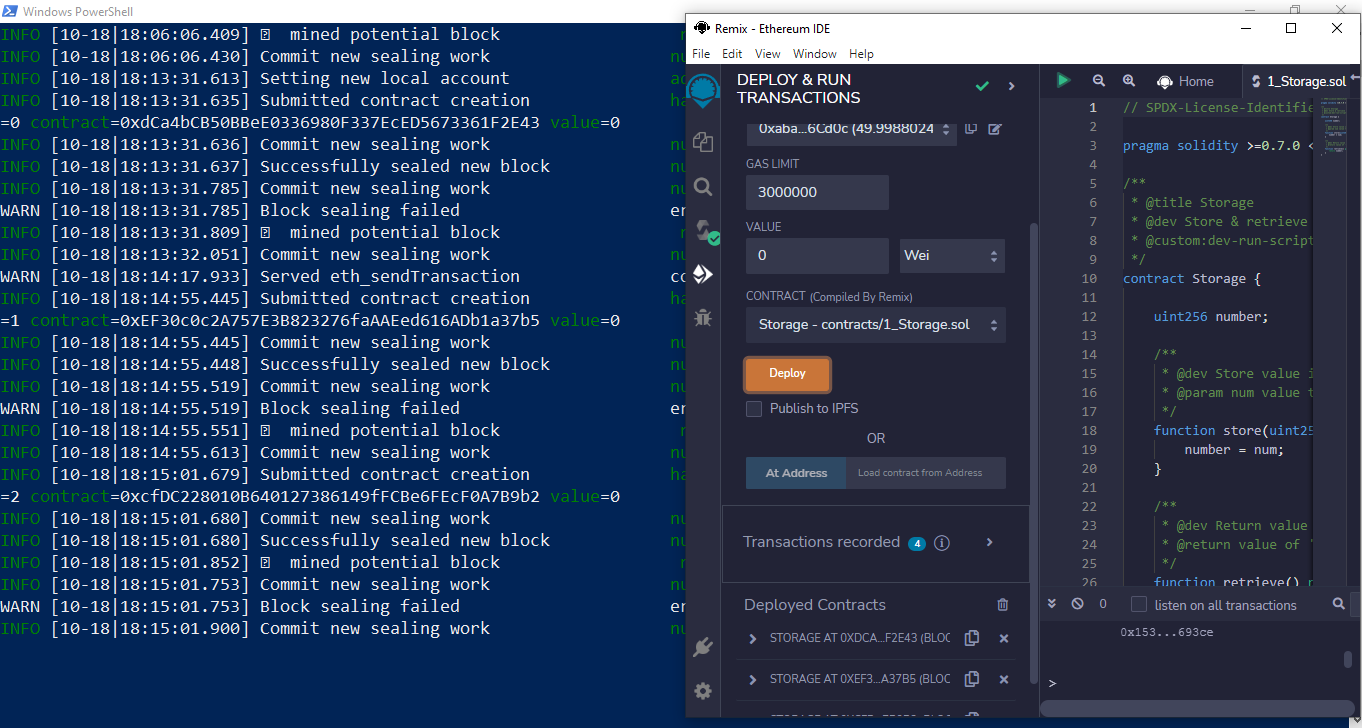 Windows PowerShell
INFO [10-18|18:06:06.409] mined potential block
INFO [10-18|18:06:06.430] Commit new sealing work
INFO [10-18|18:13:31.613] Setting new local account
INFO [10-18|18:13:31.635] Submitted contract creation
=0 contract=0xdCa4bCB50BBeE0336980F337EcED5673361F2E43 value=0
INFO [10-18|18:13:31.636] Commit new sealing work
INFO [10-18|18:13:31.637] Successfully sealed new block
INFO [10-18|18:13:31.785] Commit new sealing work
WARN [10-18|18:13:31.785] Block sealing failed
INFO [10-18|18:13:31.809] mined potential block
INFO [10-18|18:13:32.051] Commit new sealing work
WARN [10-18|18:14:17.933] Served eth_sendTransaction
INFO [10-18|18:14:55.445] Submitted contract creation
=1 contract=0xEF30c0c2A757E3B823276faAAEed616ADb1a37b5 value=0
INFO [10-18|18:14:55.445] Commit new sealing work
INFO [10-18|18:14:55.448] Successfully sealed new block
INFO [10-18|18:14:55.519] Commit new sealing work
WARN [10-18|18:14:55.519] Block sealing failed
INFO [10-18|18:14:55.551] mined potential block
INFO [10-18|18:14:55.613] Commit new sealing work
INFO [10-18|18:15:01.679] Submitted contract creation
=2 contract=0xcfDC228010B640127386149fFCBe6FEcF0A7B9b2 value=0
INFO [10-18|18:15:01.680] Commit new sealing work
INFO [10-18|18:15:01.680] Successfully sealed new block
INFO [10-18|18:15:01.852] mined potential block
INFO [10-18|18:15:01.753] Commit new sealing work
WARN [10-18|18:15:01.753] Block sealing failed
INFO [10-18|18:15:01.900] Commit new sealing work
Remix - Ethereum IDE
File Edit View Window Help
DEPLOY & RUN
TRANSACTIONS
0xaba...6Cd0c (49.9988024
GAS LIMIT
3000000
VALUE
0
Wei
CONTRACT (Compiled By Remix)
Storage - contracts/1_Storage.sol
Deploy
Publish to IPFS
OR
At Address Load contract from Address
Transactions recorded 4 i
Deployed Contracts
STORAGE AT 0XDCA...F2E43 (BLOC
STORAGE AT 0XEF3...A37B5 (BLOC
Home 1_Storage.sol
1 // SPDX-License-Identifi
2
3 pragma solidity >=0.7.0 <
4
5 /**
6 * @title Storage
7 * @dev Store & retrieve
8 * @custom:dev-run-script
9 */
10 contract Storage {
11
12 uint256 number;
13
14 /**
15 * @dev Store value i
16 * @param num value t
17 */
18 function store(uint25
19 number = num;
20 }
21
22 /**
23 * @dev Return value
24 * @return value of '
25 */
26 function retrieve()
0 listen on all transactions
0x153...693ce
>